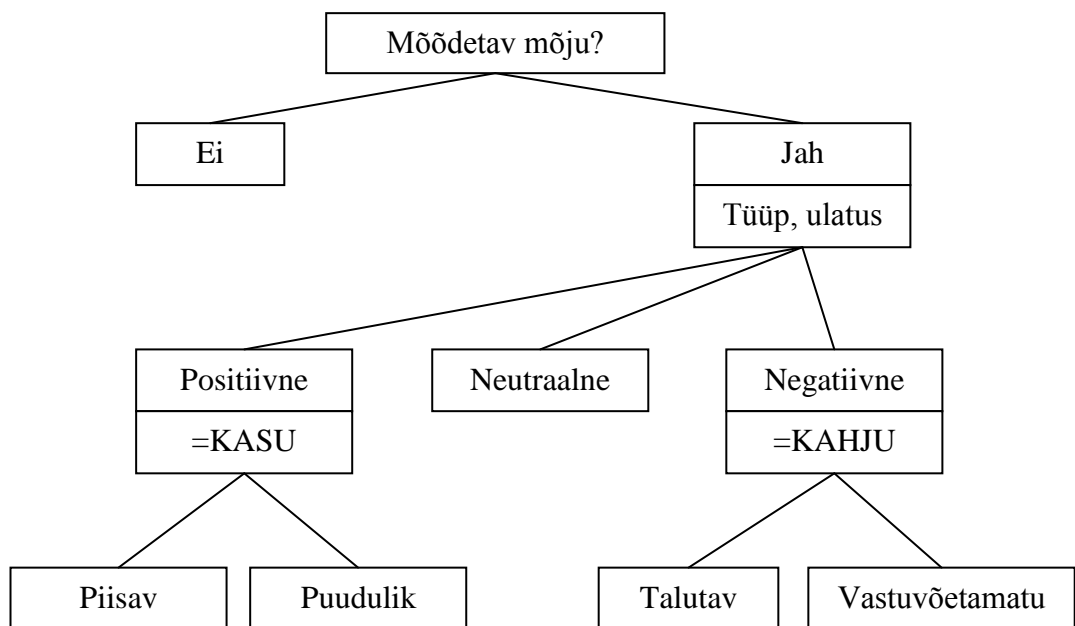 Mõõdetav mõju?
Ei
Jah
Tüüp, ulatus
Positiivne
Neutraalne
Negatiivne
=KASU
=KAHJU
Piisav
Puudulik
Talutav
Vastuvõetamatu